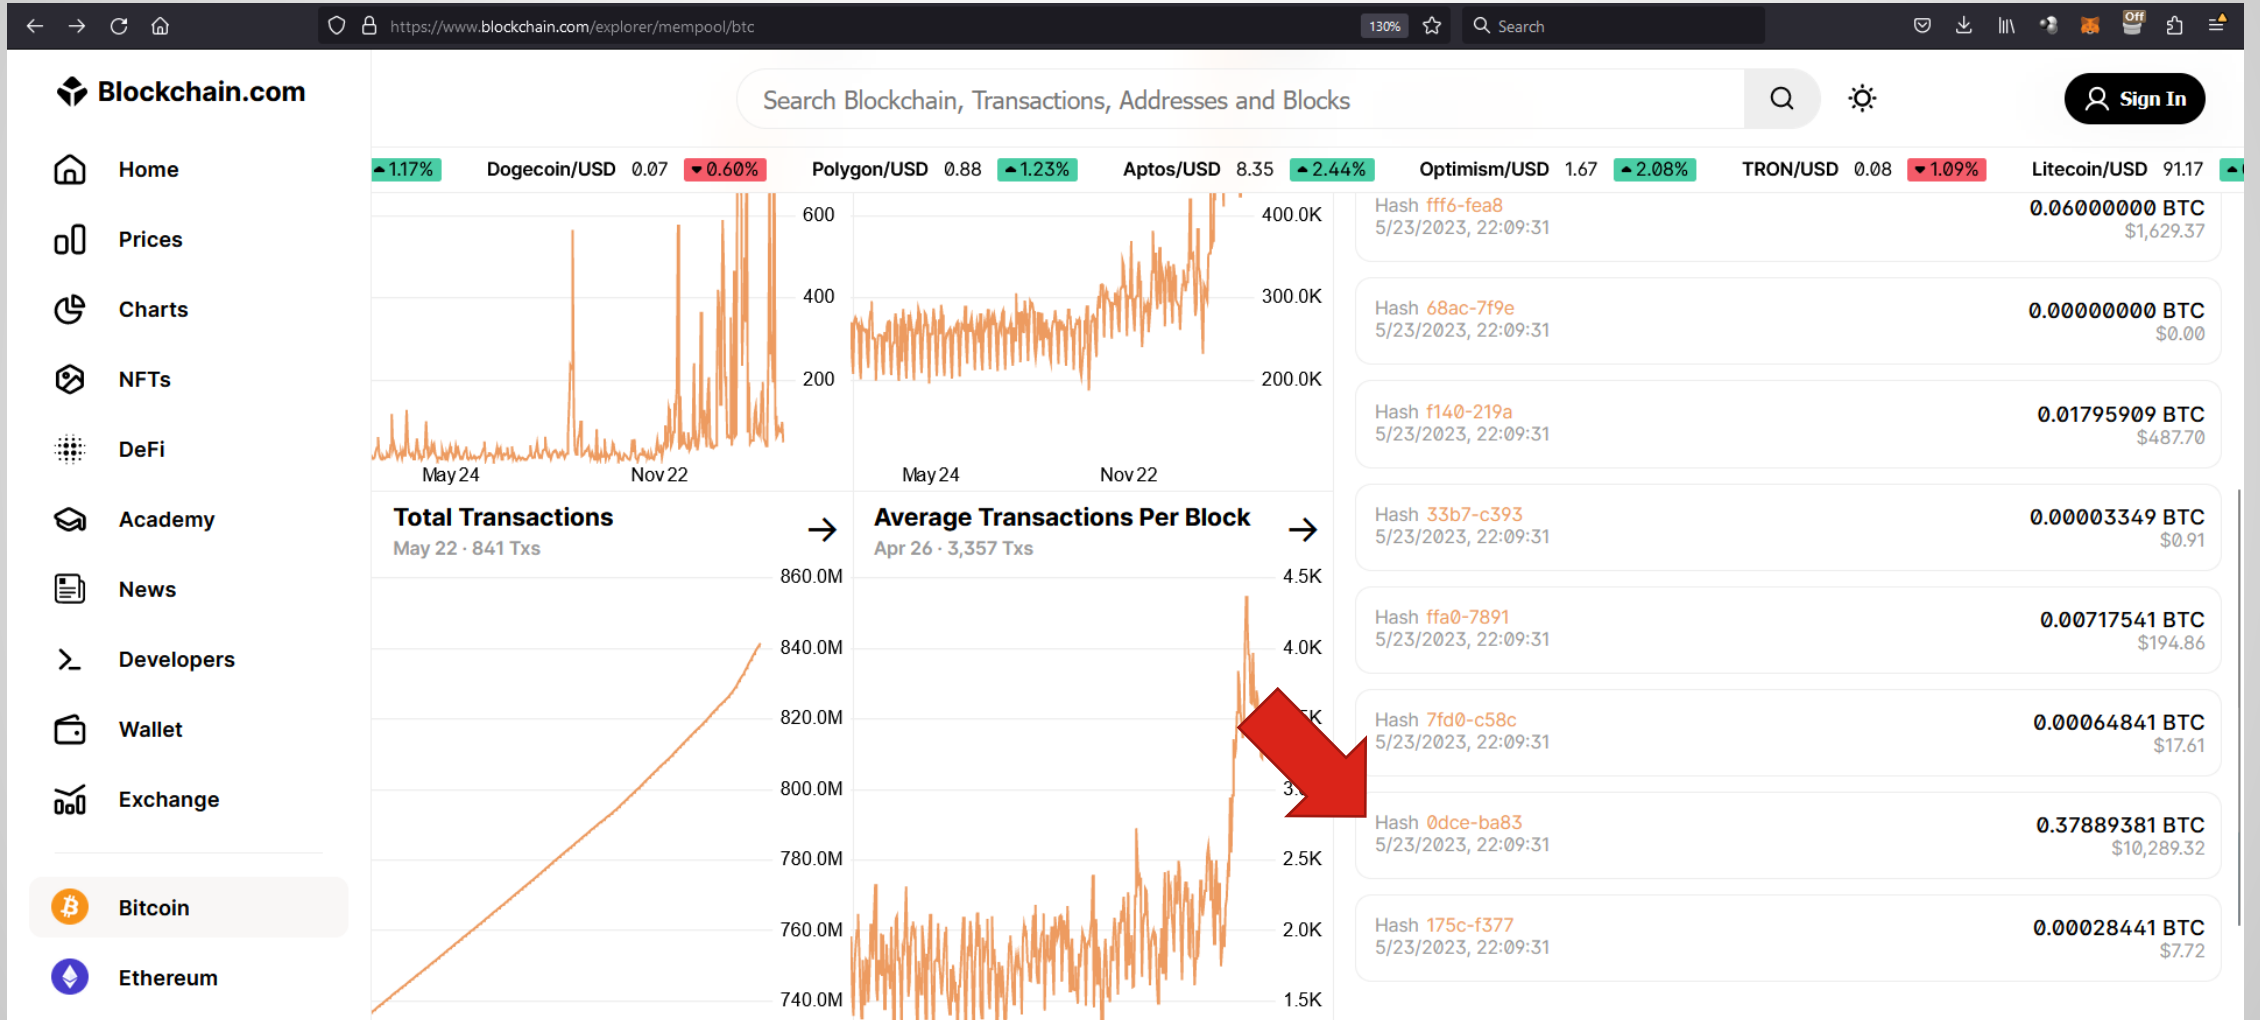 https://www.blockchain.com/explorer/mempool/btc
130%
Search
Off
Blockchain.com
Search Blockchain, Transactions, Addresses and Blocks
Sign In
1.17% Dogecoin/USD 0.07 0.60% Polygon/USD 0.88 1.23% Aptos/USD 8.35 2.44% Optimism/USD 1.67 2.08% TRON/USD 0.08 1.09% Litecoin/USD 91.17
Home
Prices
Charts
NFTs
DeFi
Academy
News
Developers
Wallet
Exchange
Bitcoin
Ethereum
600
400
200
May 24
Nov 22
400.0K
300.0K
200.0K
May 24
Nov 22
Total Transactions
May 22 · 841 Txs
860.0M
840.0M
820.0M
800.0M
780.0M
760.0M
740.0M
Average Transactions Per Block
Apr 26 · 3,357 Txs
4.5K
4.0K
2.5K
2.0K
1.5K
Hash fff6-fea8
5/23/2023, 22:09:31
0.06000000 BTC
$1,629.37
Hash 68ac-7f9e
5/23/2023, 22:09:31
0.00000000 BTC
$0.00
Hash f140-219a
5/23/2023, 22:09:31
0.01795909 BTC
$487.70
Hash 33b7-c393
5/23/2023, 22:09:31
0.00003349 BTC
$0.91
Hash ffa0-7891
5/23/2023, 22:09:31
0.00717541 BTC
$194.86
Hash 7fd0-c58c
5/23/2023, 22:09:31
0.00064841 BTC
$17.61
Hash 0dce-ba83
5/23/2023, 22:09:31
0.37889381 BTC
$10,289.32
Hash 175c-f377
5/23/2023, 22:09:31
0.00028441 BTC
$7.72